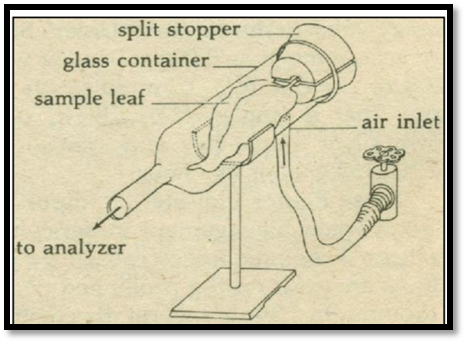 split stopper
glass container
sample leaf
air inlet
to analyzer